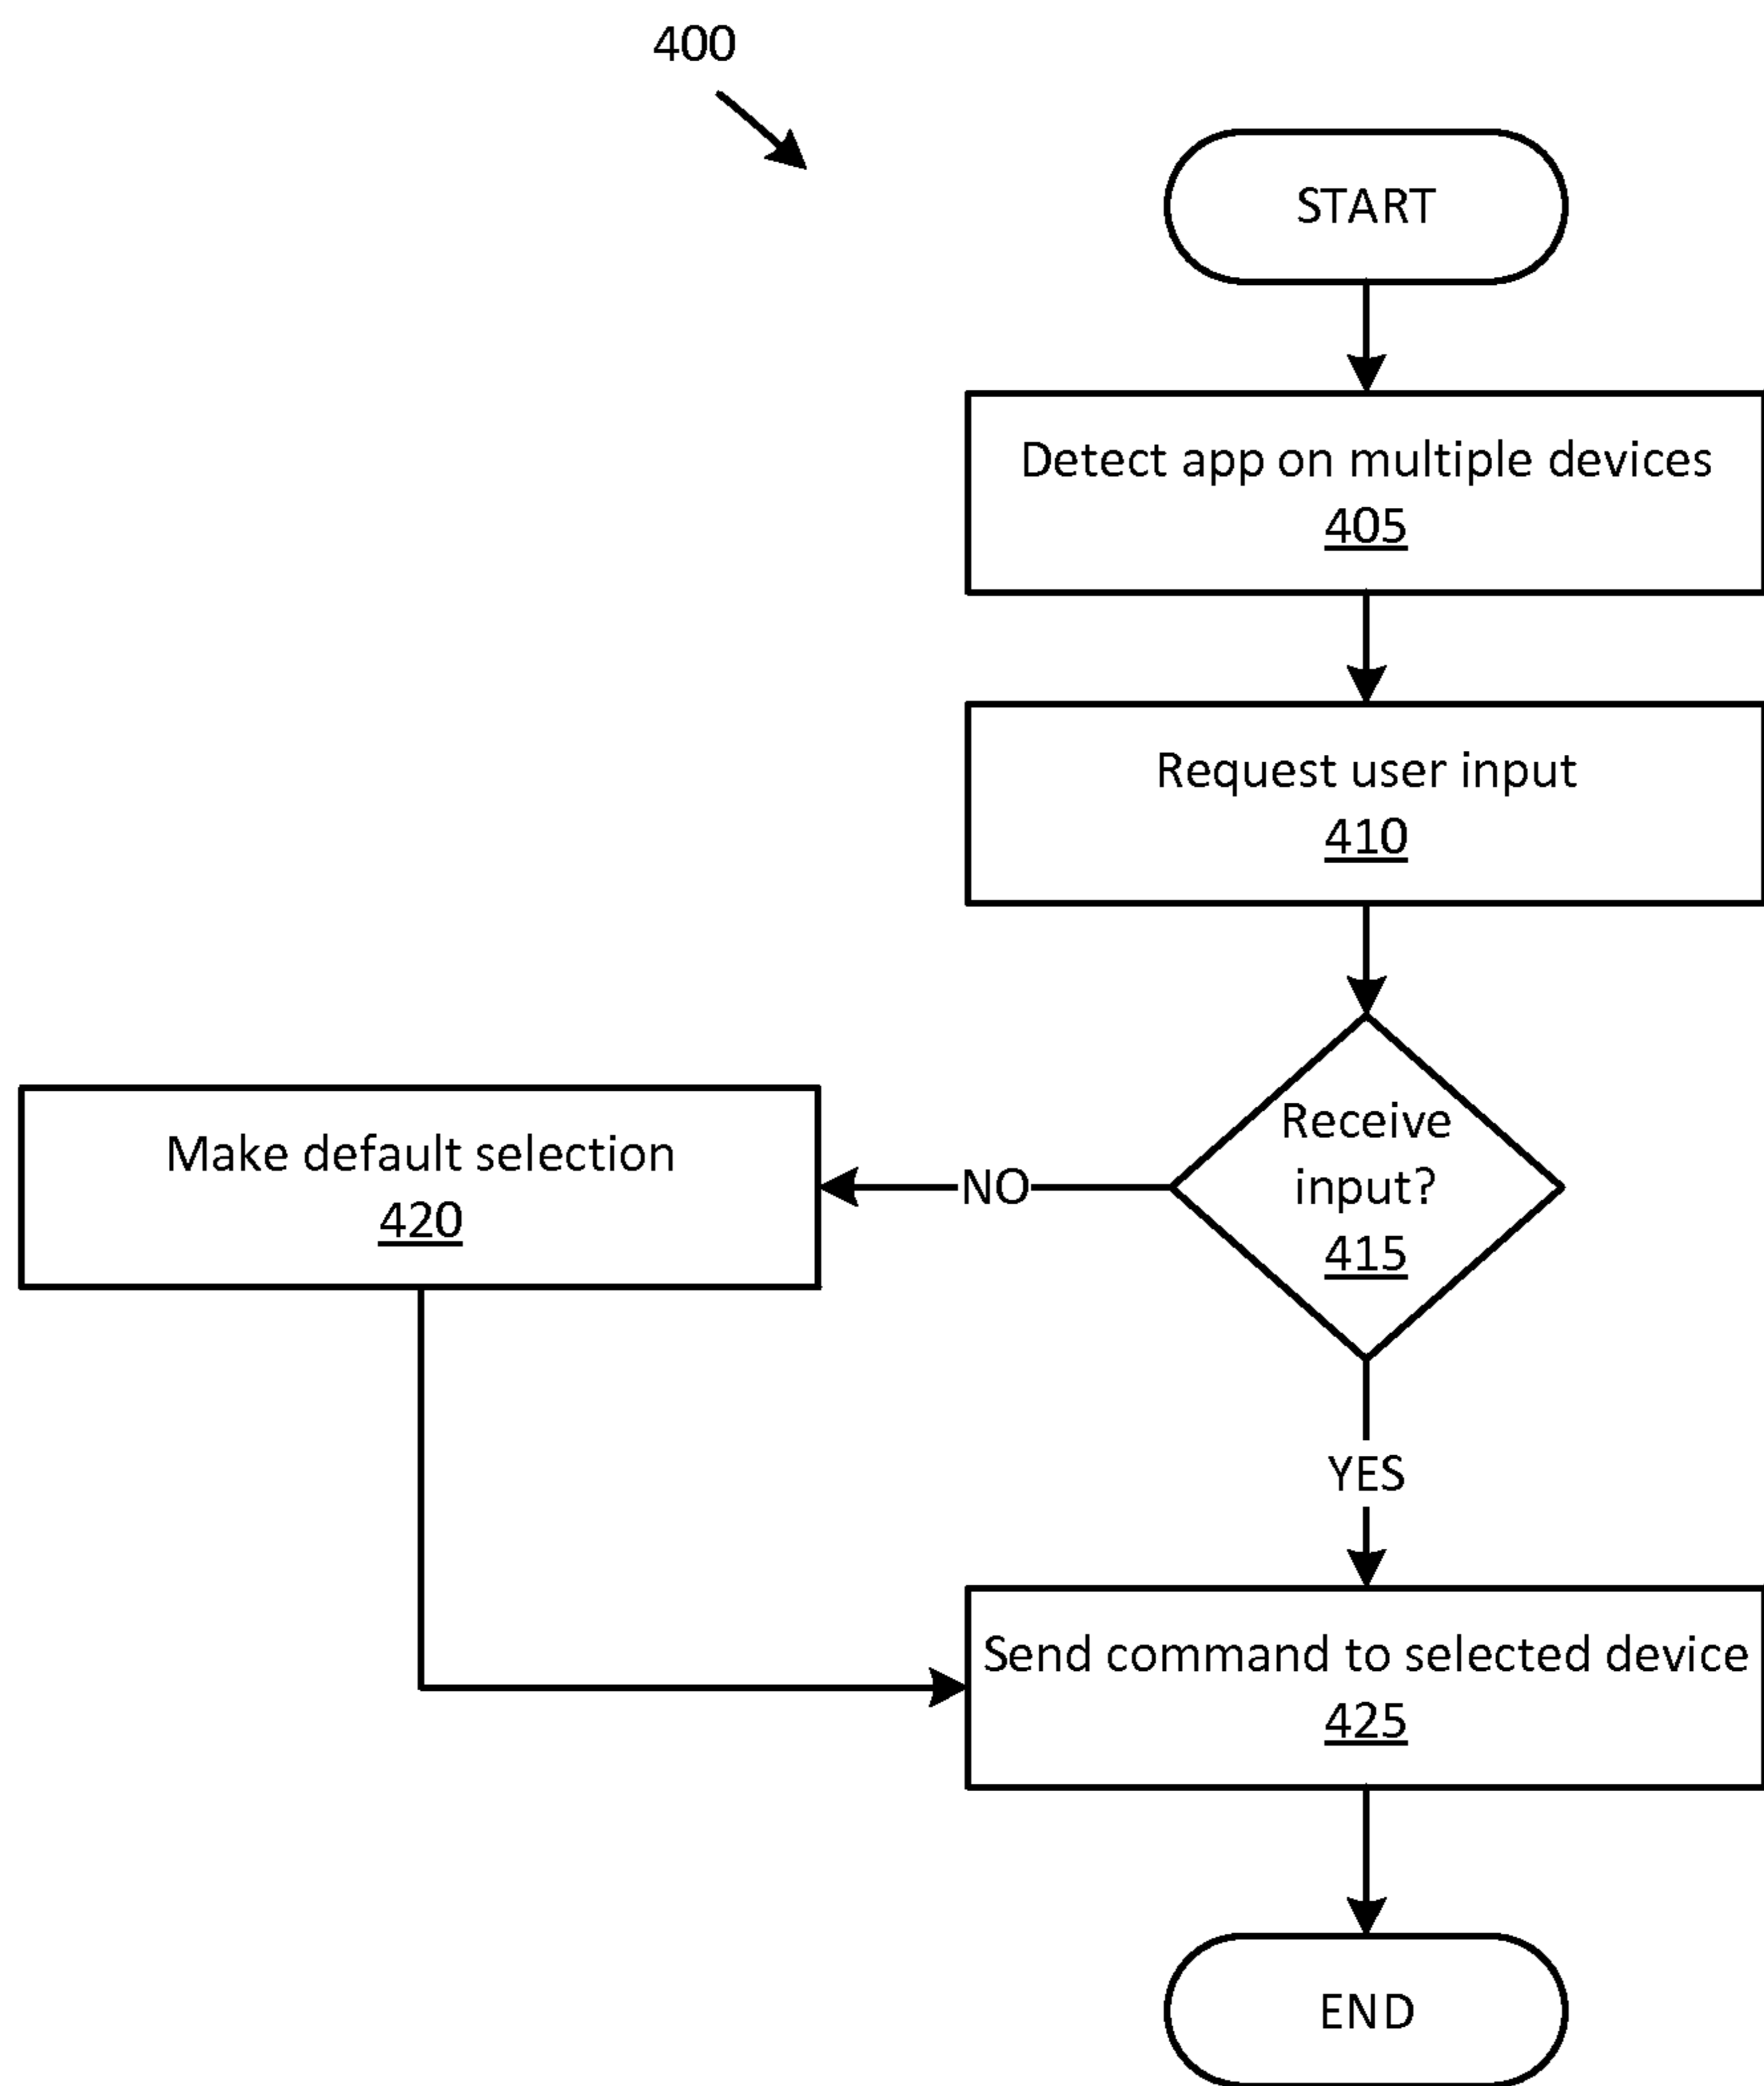 400
START
Detect app on multiple devices
405
Request user input
410
Receive
input?
415
NO
Make default selection
420
YES
Send command to selected device
425
END